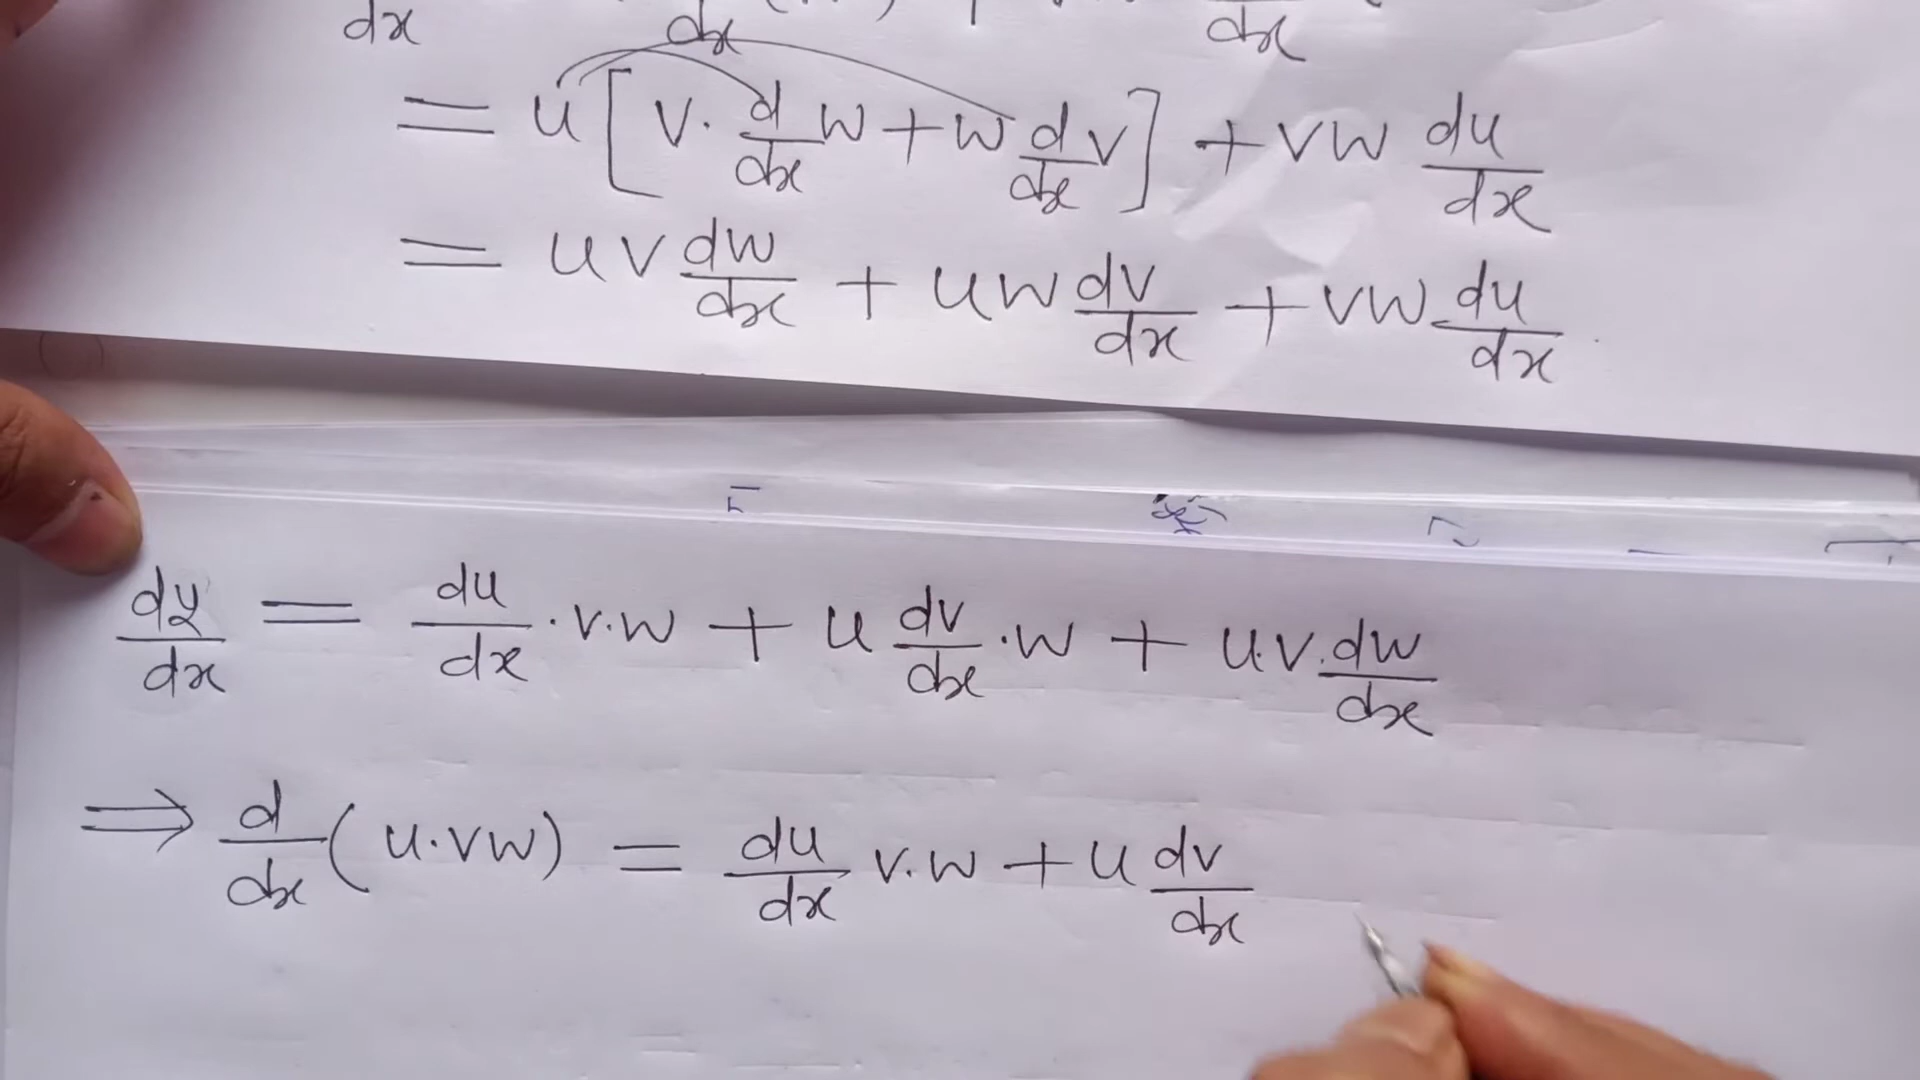 dx dx dx
= u [ v. d/dx w + w d/dx v ] + vw du/dx
= uv dw/dx + uw dv/dx + vw du/dx
dy/dx = du/dx . v.w + u dv/dx . w + u.v. dw/dx
⇒ d/dx ( u.vw ) = du/dx v.w + u dv/dx